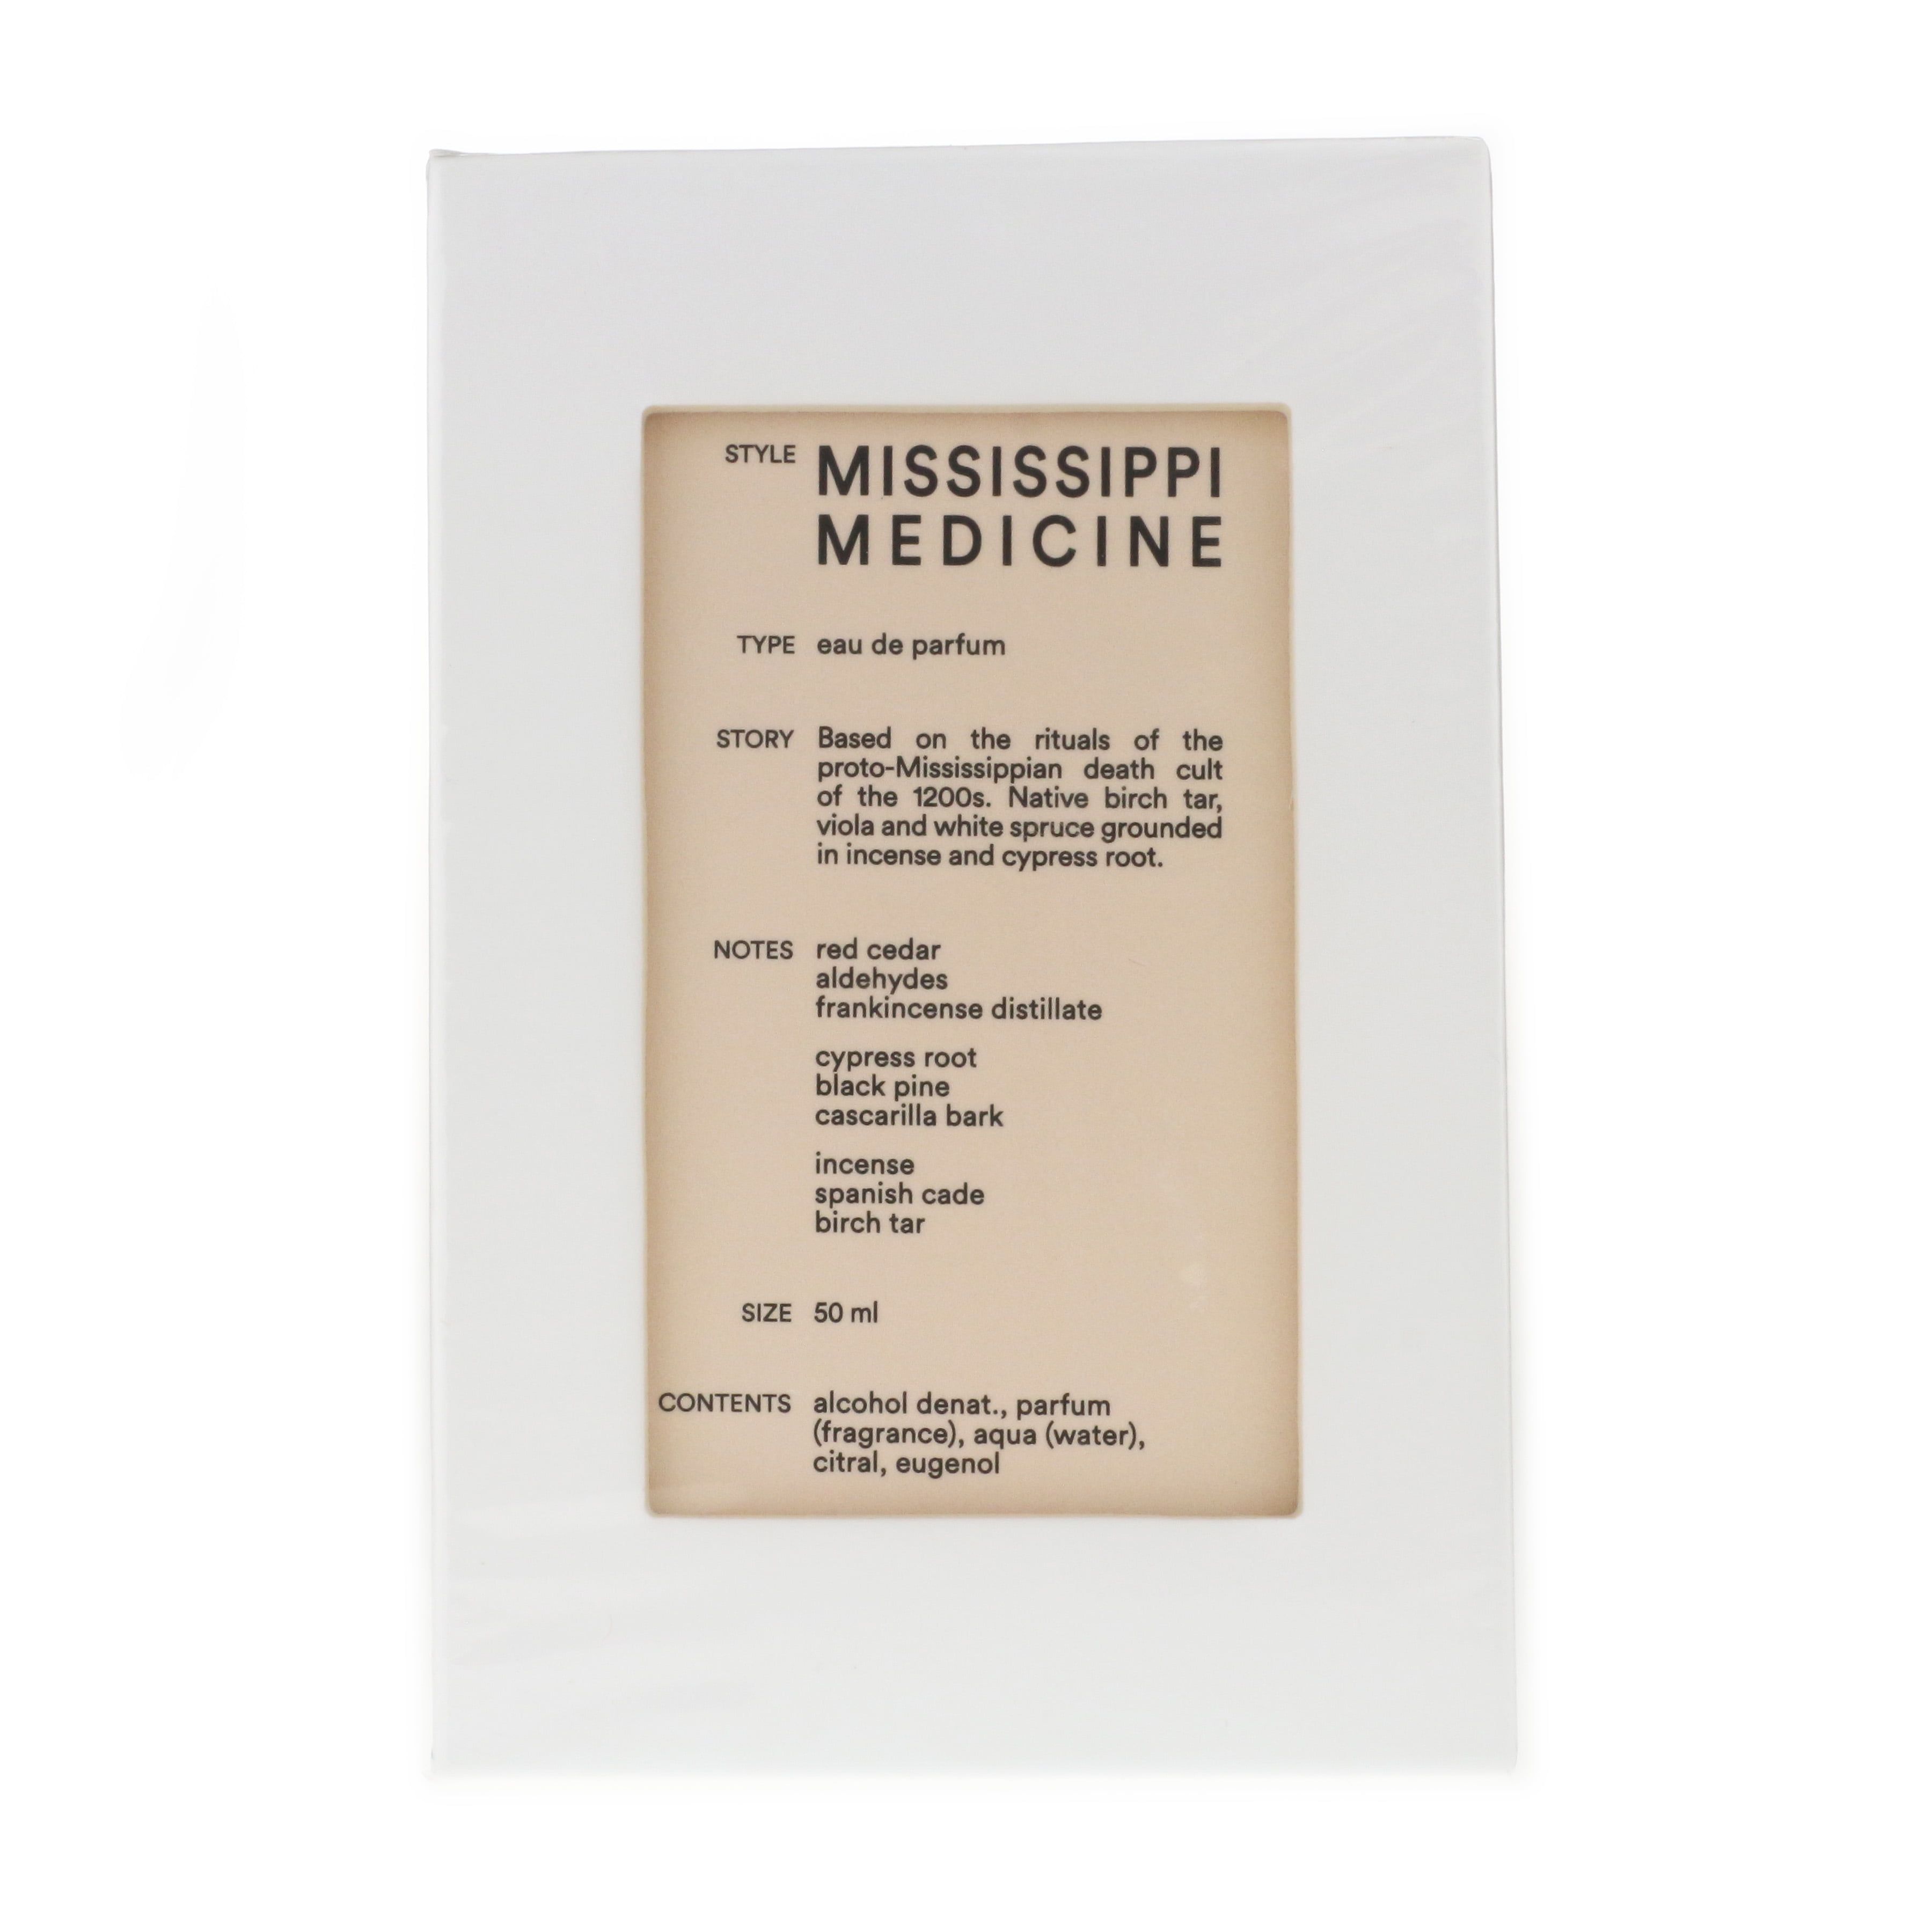 STYLE MISSISSIPPI
MEDICINE
TYPE eau de parfum
STORY Based on the rituals of the
proto-Mississippian death cult
of the 1200s. Native birch tar,
viola and white spruce grounded
in incense and cypress root.
NOTES red cedar
aldehydes
frankincense distillate
cypress root
black pine
cascarilla bark
incense
spanish cade
birch tar
SIZE 50 ml
CONTENTS alcohol denat., parfum
(fragrance), aqua (water),
citral, eugenol